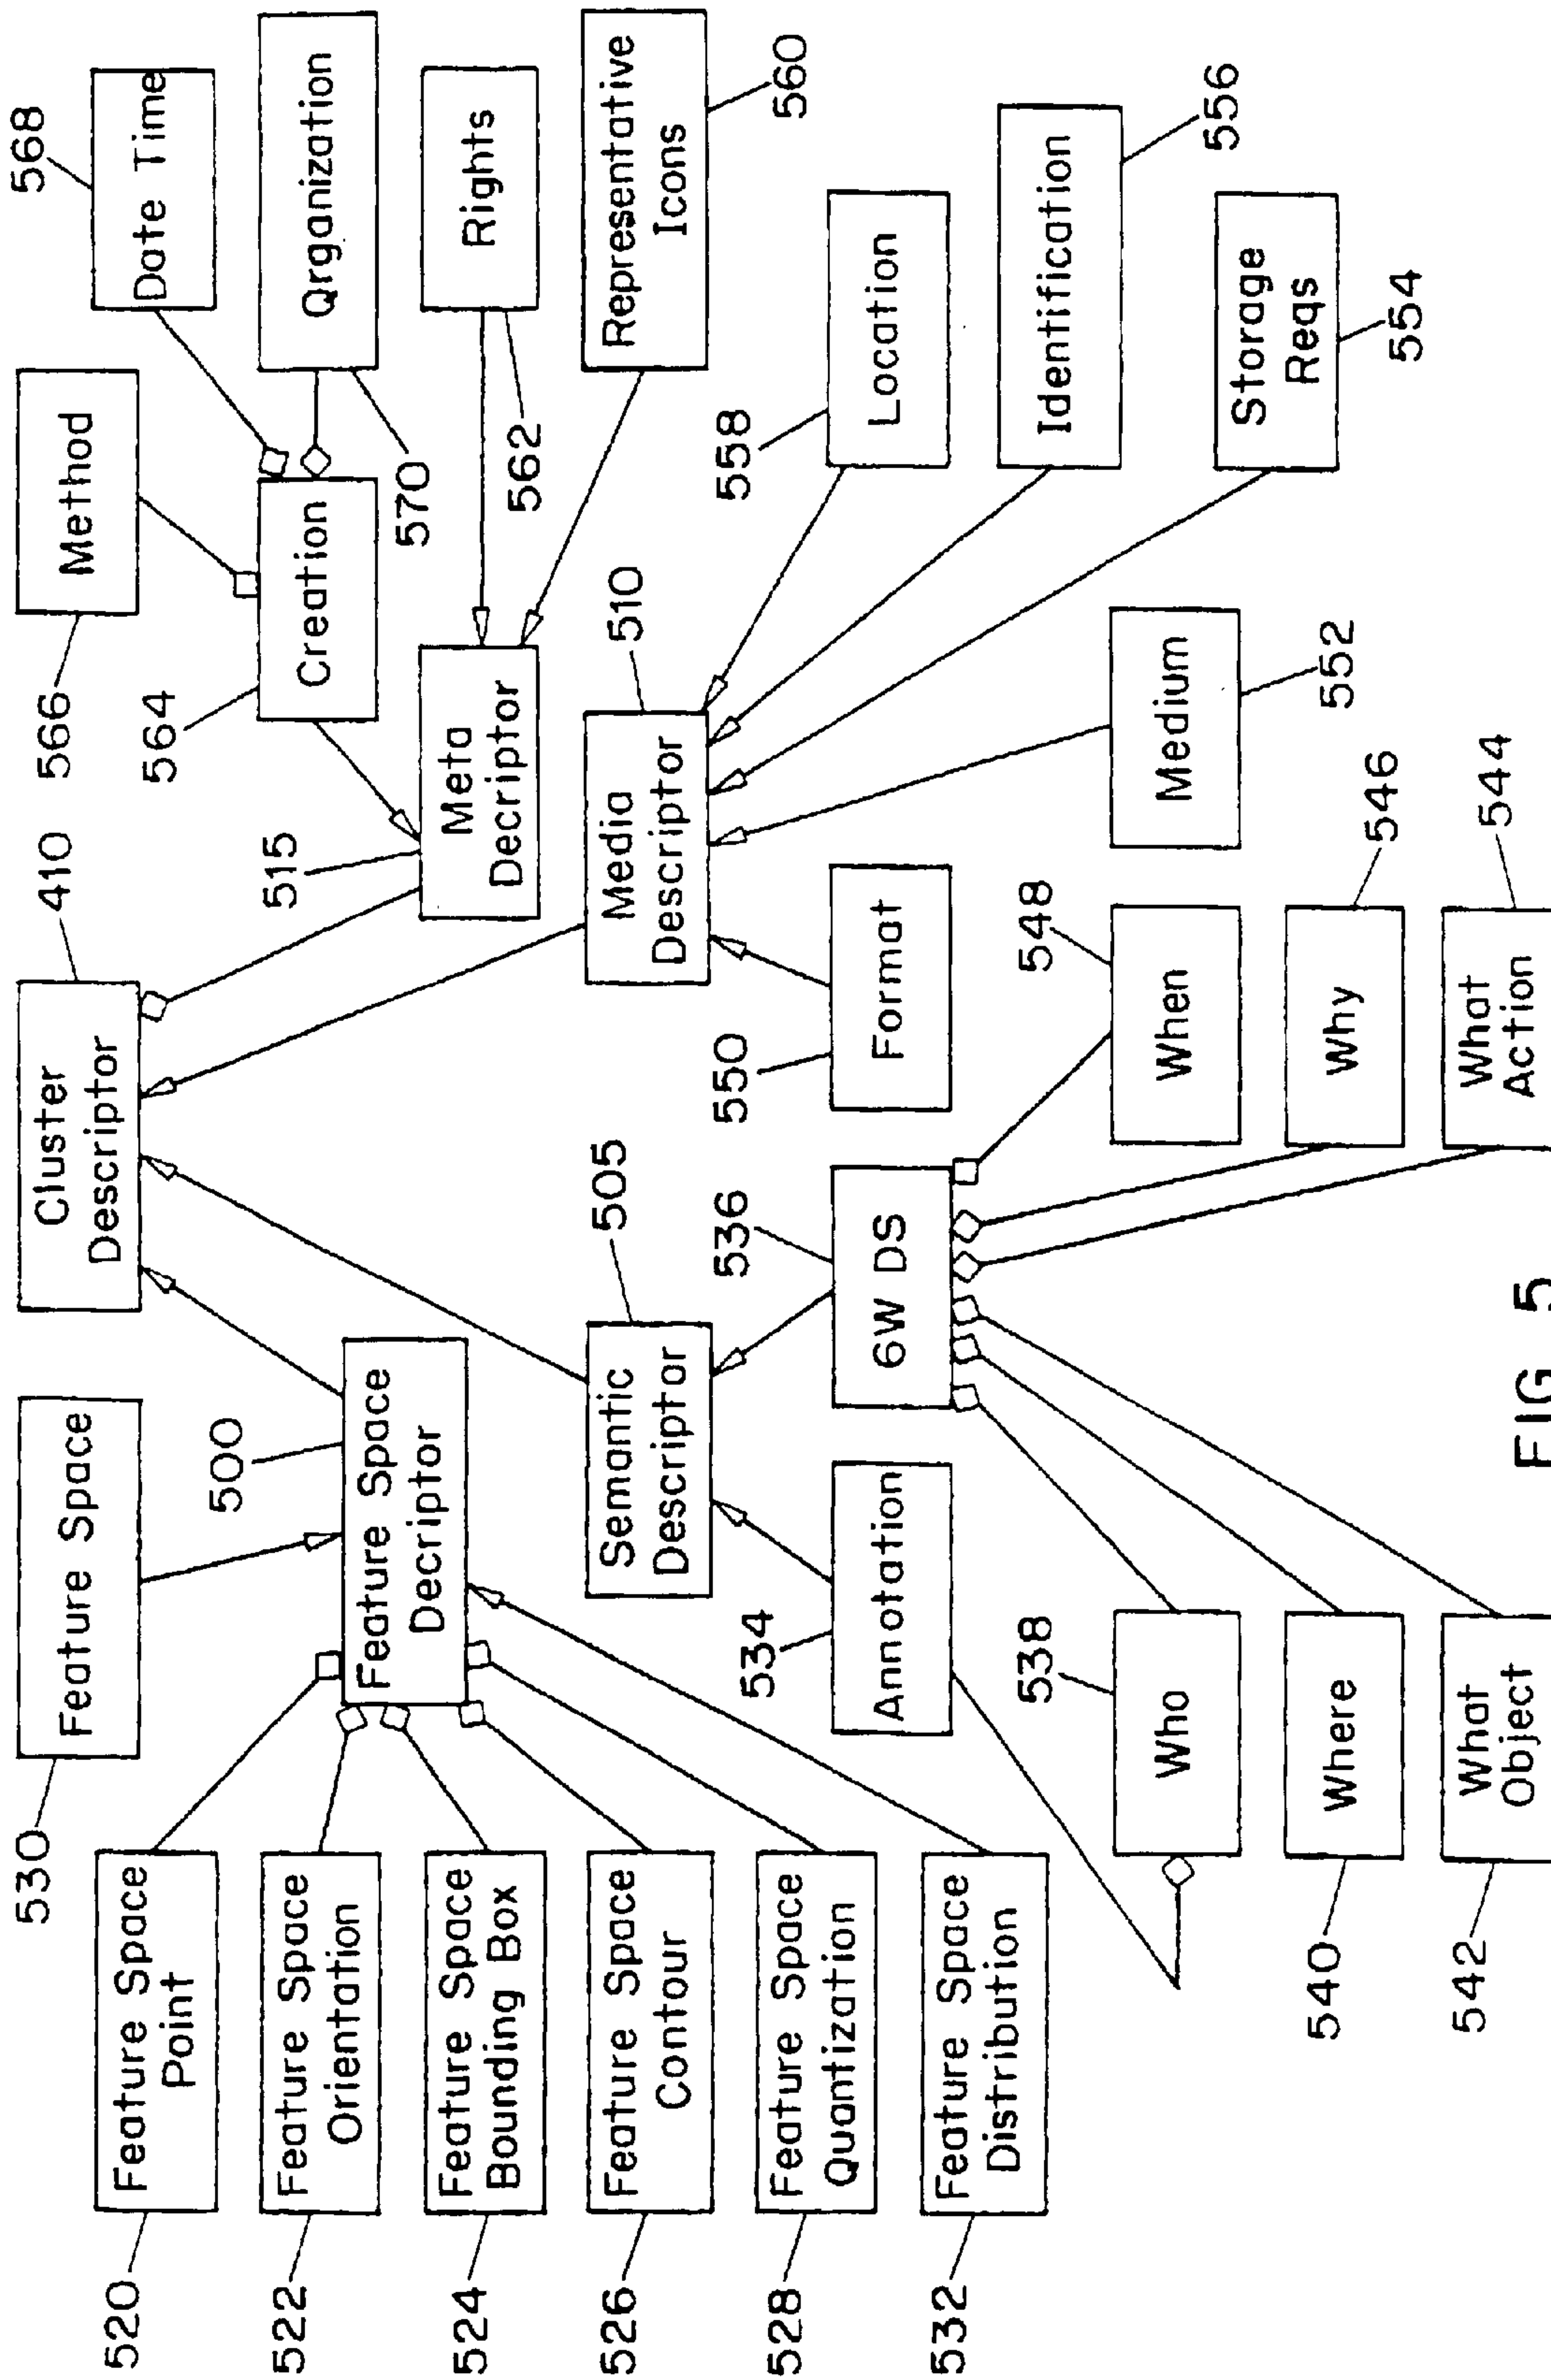 530
Feature Space
Cluster
Descriptor
410
566
Method
568
Date Time
520
Feature Space
Point
500
515
564
Creation
Qrganization
570
522
Feature Space
Orientation
Feature Space
Decriptor
Meta
Decriptor
Rights
562
524
Feature Space
Bounding Box
526
Feature Space
Contour
Semantic
Descriptor
505
Media
Descriptor
510
Representative
Icons
560
528
Feature Space
Quantization
534
Annotation
536
6W DS
550
Format
558
Location
532
Feature Space
Distribution
538
Who
548
When
Medium
552
Identification
556
540
Where
Why
546
Storage
Reqs
554
542
What
Object
What
Action
544
FIG 5